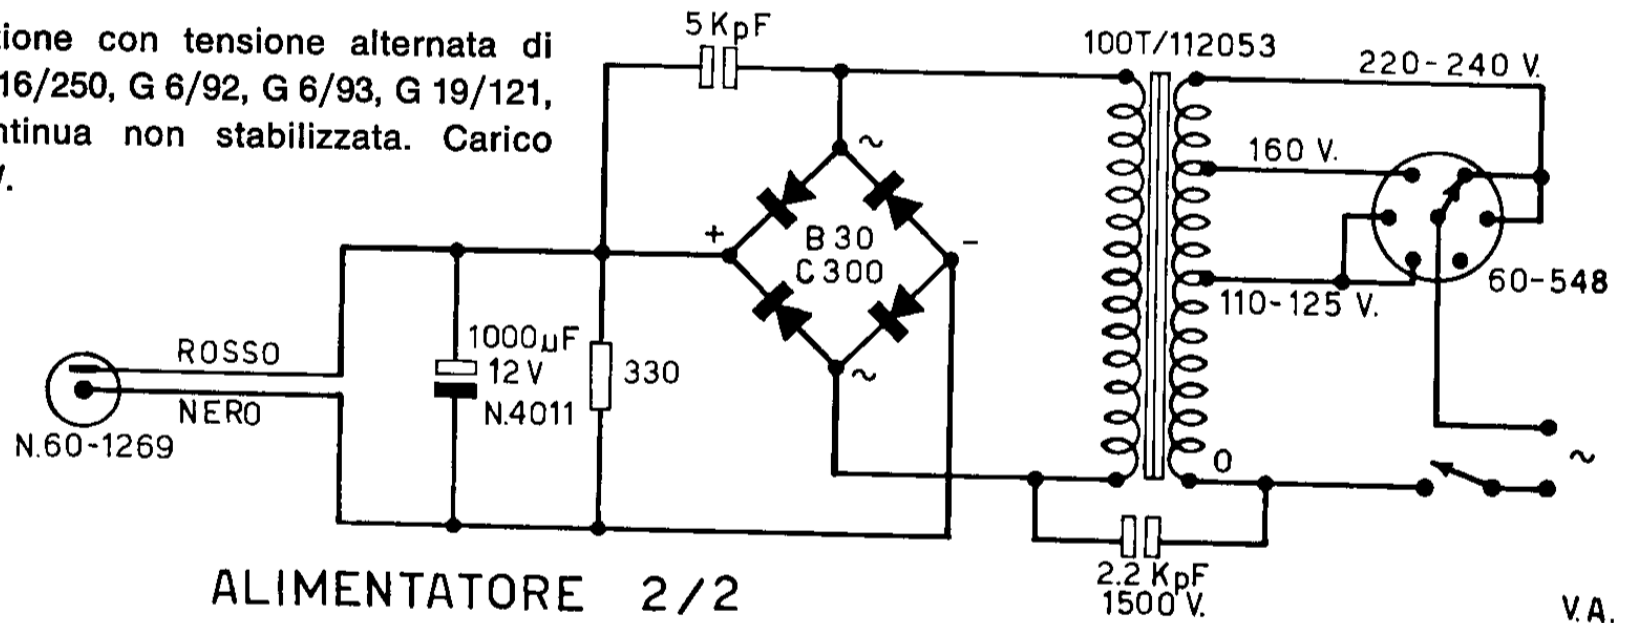 zione con tensione alternata di
16/250, G 6/92, G 6/93, G 19/121,
ntinua non stabilizzata. Carico
V.
5 KpF
100T/112053
220-240 V.
160 V.
~
+
B 30
C 300
-
60-548
110-125 V.
ROSSO
1000µF
12 V
N.4011
330
NERO
N.60-1269
~
0
~
2.2 KpF
1500 V.
ALIMENTATORE 2/2
V.A.